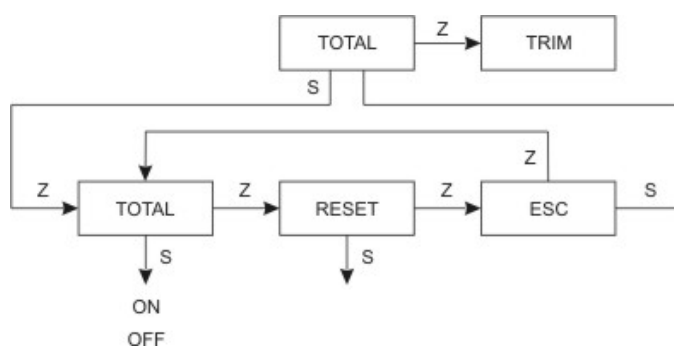 TOTAL Z TRIM
S
Z
Z TOTAL Z RESET Z ESC S
S S
ON
OFF